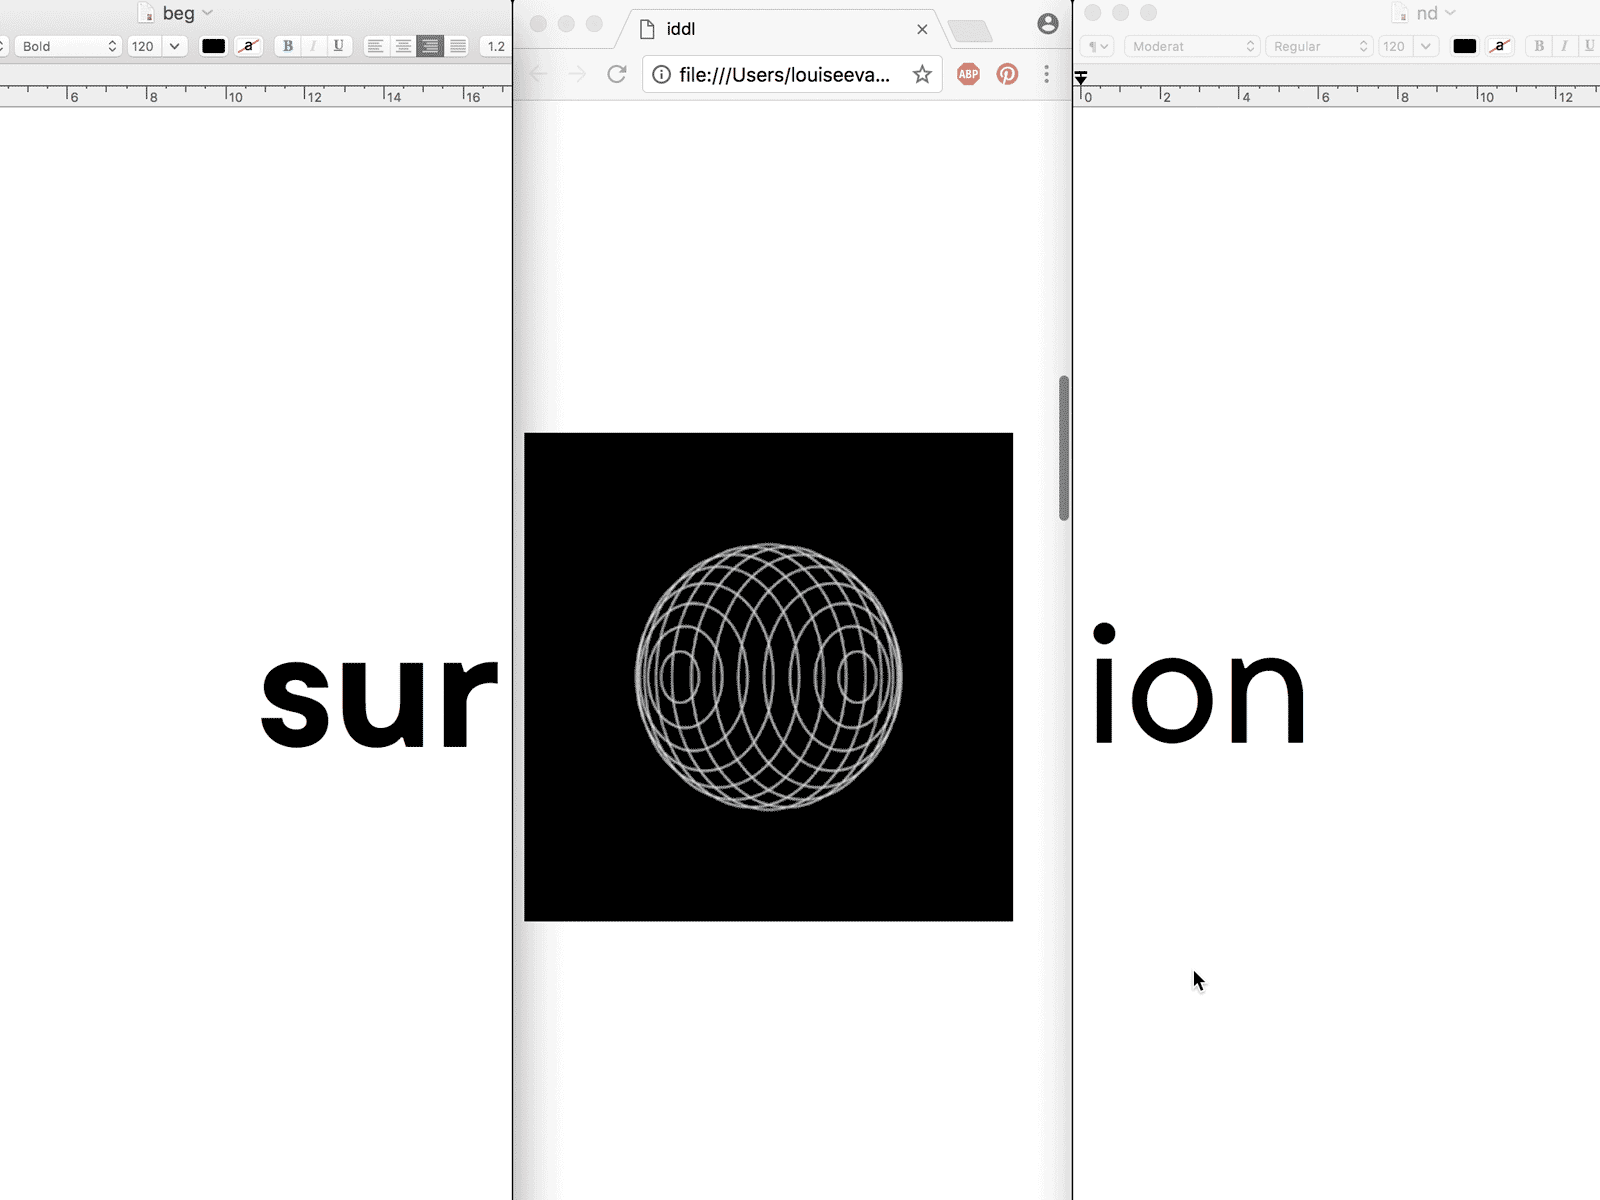 beg
Bold 120 a B I U 1.2
6 8 10 12 14 16
sur
iddl
file:///Users/louiseeva...
ABP
nd
¶ Moderat Regular 120 a B I U
0 2 4 6 8 10 12
ion